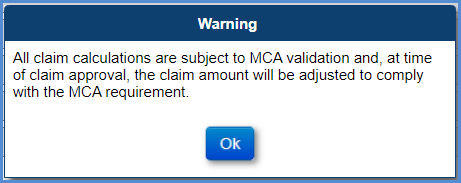 Warning
All claim calculations are subject to MCA validation and, at time
of claim approval, the claim amount will be adjusted to comply
with the MCA requirement.
Ok